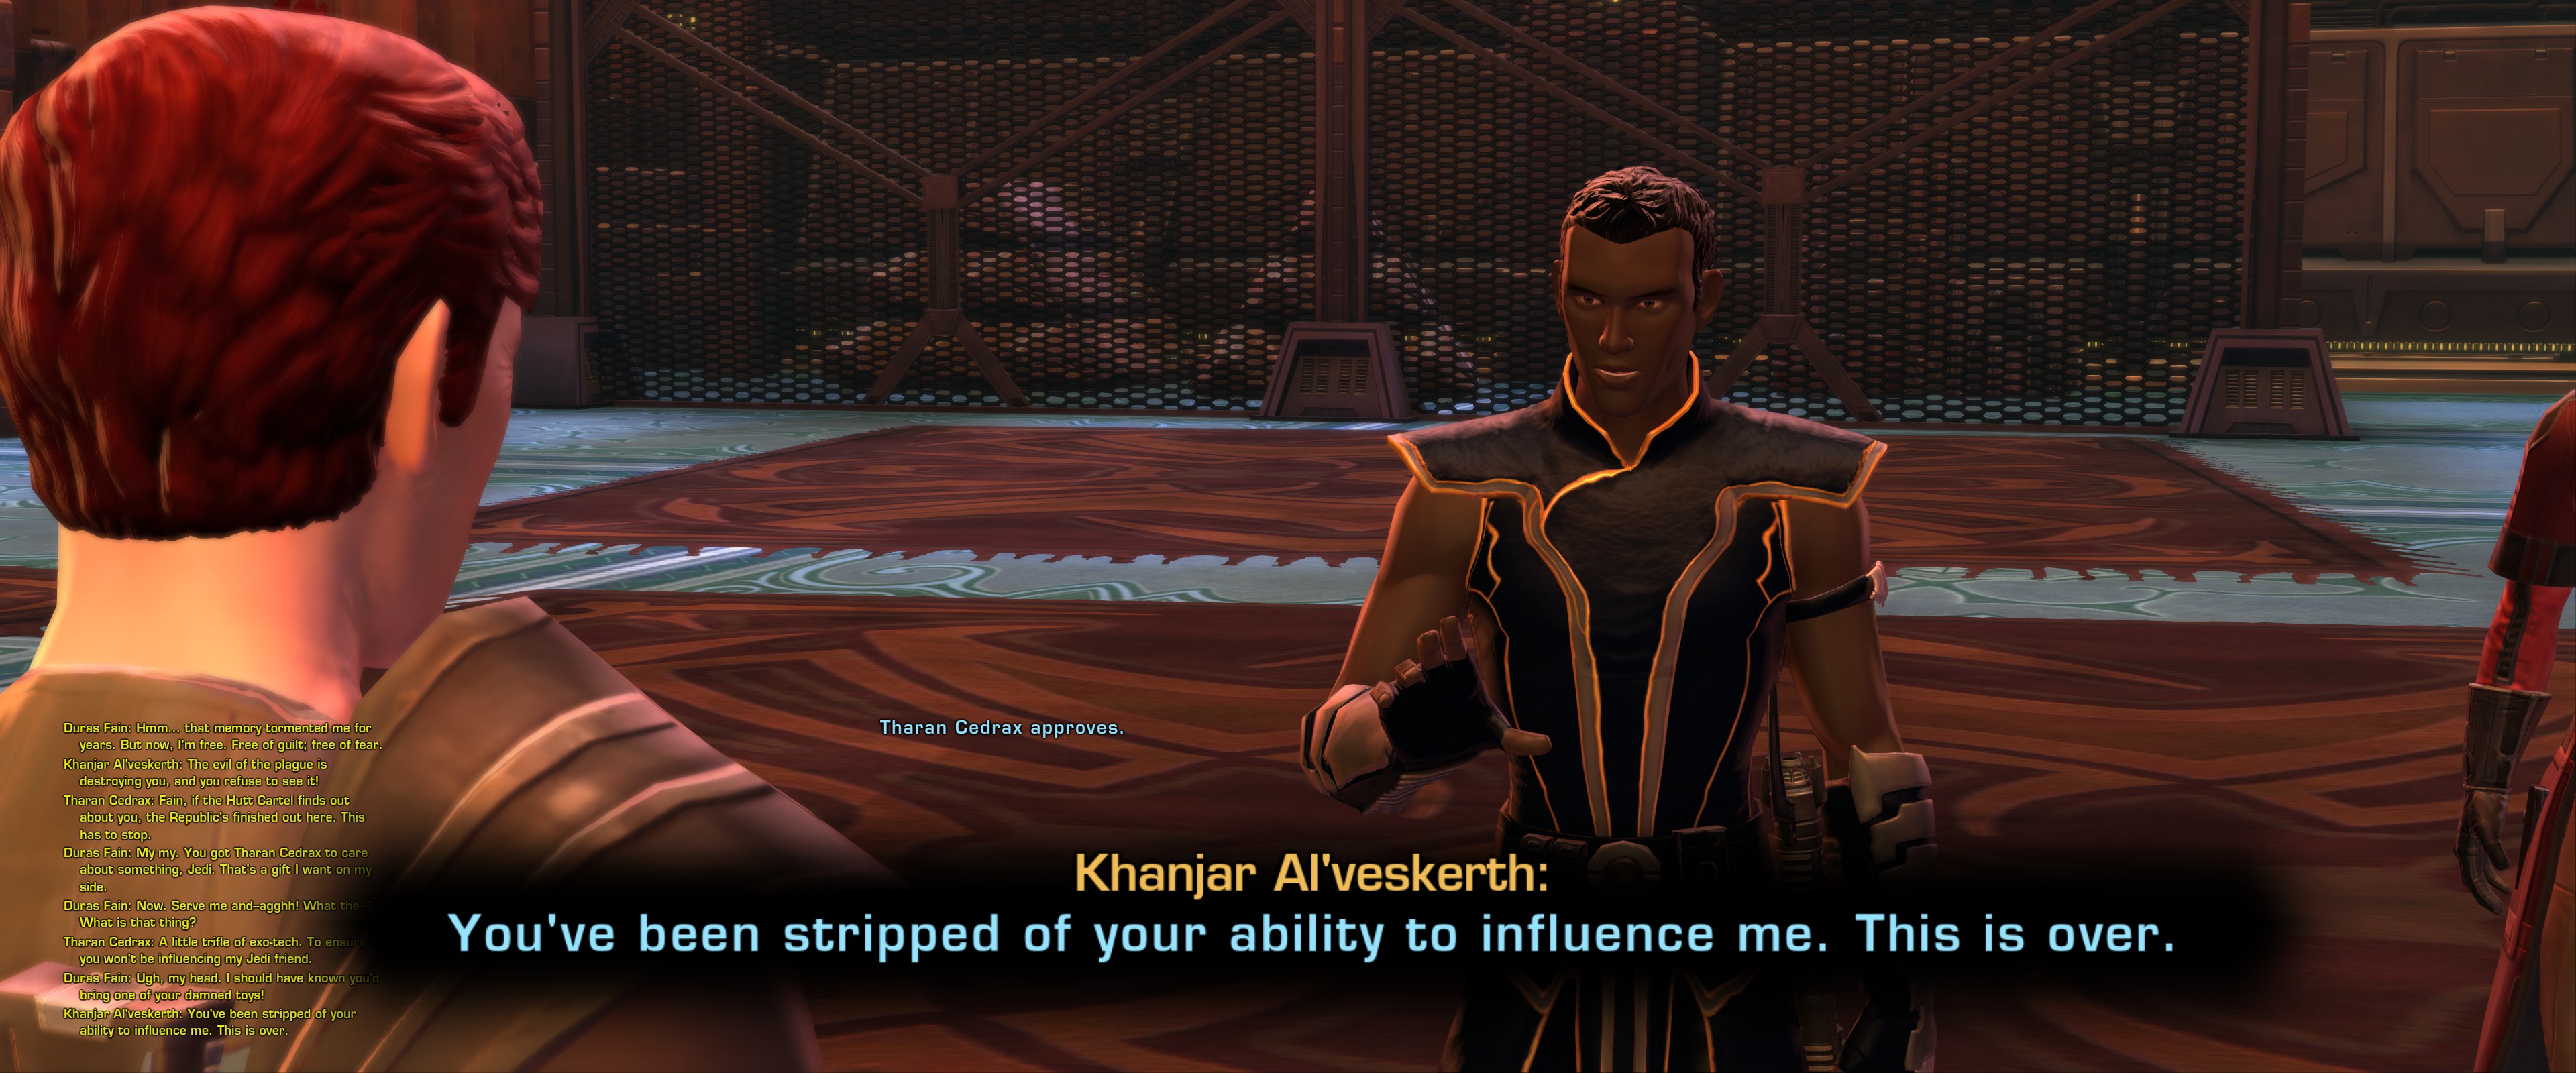 Duras Fain: Hmm... that memory tormented me for
years. But now, I'm free. Free of guilt; free of fear.
Khanjar Al'veskerth: The evil of the plague is
destroying you, and you refuse to see it!
Tharan Cedrax: Fain, if the Hutt Cartel finds out
about you, the Republic's finished out here. This
has to stop.
Duras Fain: My my. You got Tharan Cedrax to care
about something, Jedi. That's a gift I want on my
side.
Duras Fain: Now. Serve me and–agghh! What the–?
What is that thing?
Tharan Cedrax: A little trifle of exo-tech. To ensure
you won't be influencing my Jedi friend.
Duras Fain: Ugh, my head. I should have known you'd
bring one of your damned toys!
Khanjar Al'veskerth: You've been stripped of your
ability to influence me. This is over.
Tharan Cedrax approves.
Khanjar Al'veskerth:
You've been stripped of your ability to influence me. This is over.